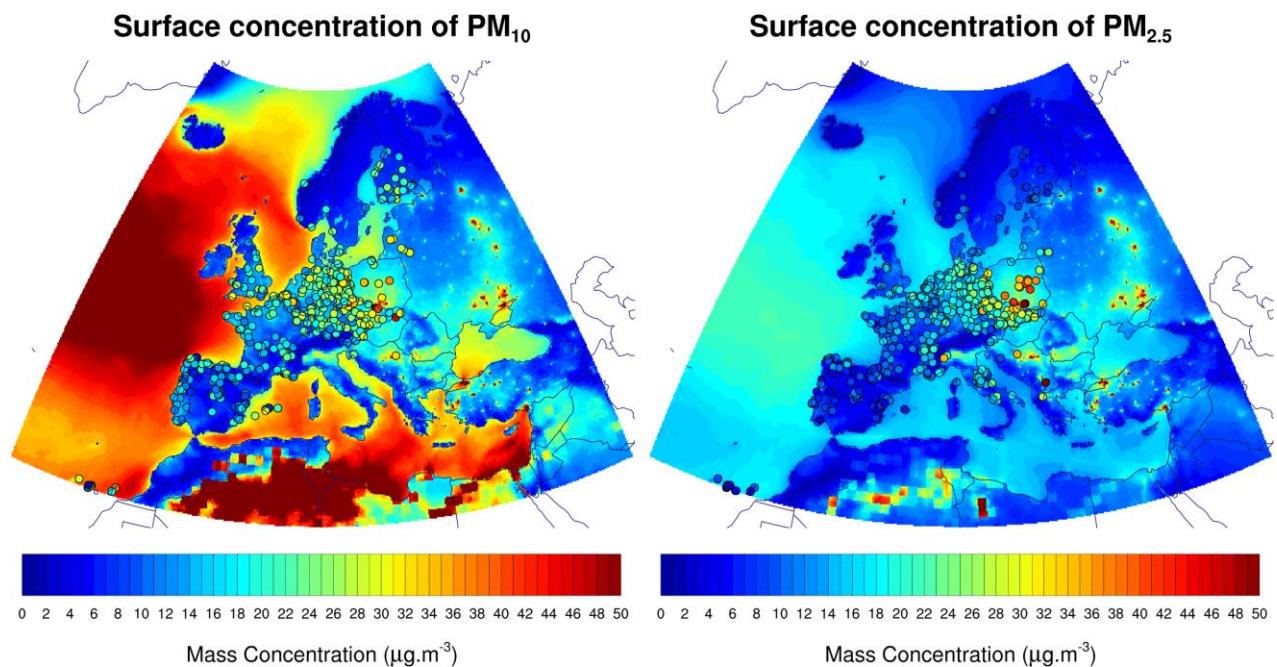 Surface concentration of PM10
Surface concentration of PM2.5
0 2 4 6 8 10 12 14 16 18 20 22 24 26 28 30 32 34 36 38 40 42 44 46 48 50
0 2 4 6 8 10 12 14 16 18 20 22 24 26 28 30 32 34 36 38 40 42 44 46 48 50
Mass Concentration (µg.m-3)
Mass Concentration (µg.m-3)